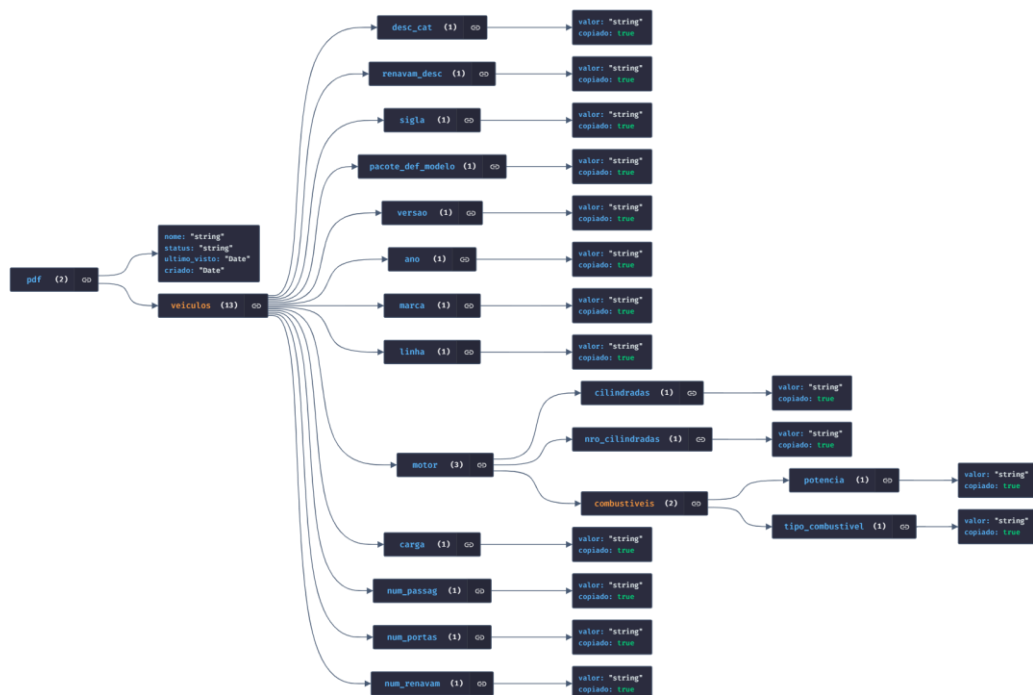 desc_cat (1)
valor: "string"
copiado: true
renavam_desc (1)
valor: "string"
copiado: true
sigla (1)
valor: "string"
copiado: true
pacote_def_modelo (1)
valor: "string"
copiado: true
versao (1)
valor: "string"
copiado: true
nome: "string"
status: "string"
ultimo_visto: "Date"
criado: "Date"
ano (1)
valor: "string"
copiado: true
pdf (2)
veiculos (13)
marca (1)
valor: "string"
copiado: true
linha (1)
valor: "string"
copiado: true
cilindradas (1)
valor: "string"
copiado: true
nro_cilindradas (1)
valor: "string"
copiado: true
motor (3)
potencia (1)
valor: "string"
copiado: true
combustiveis (2)
tipo_combustivel (1)
valor: "string"
copiado: true
carga (1)
valor: "string"
copiado: true
num_passag (1)
valor: "string"
copiado: true
num_portas (1)
valor: "string"
copiado: true
num_renavam (1)
valor: "string"
copiado: true